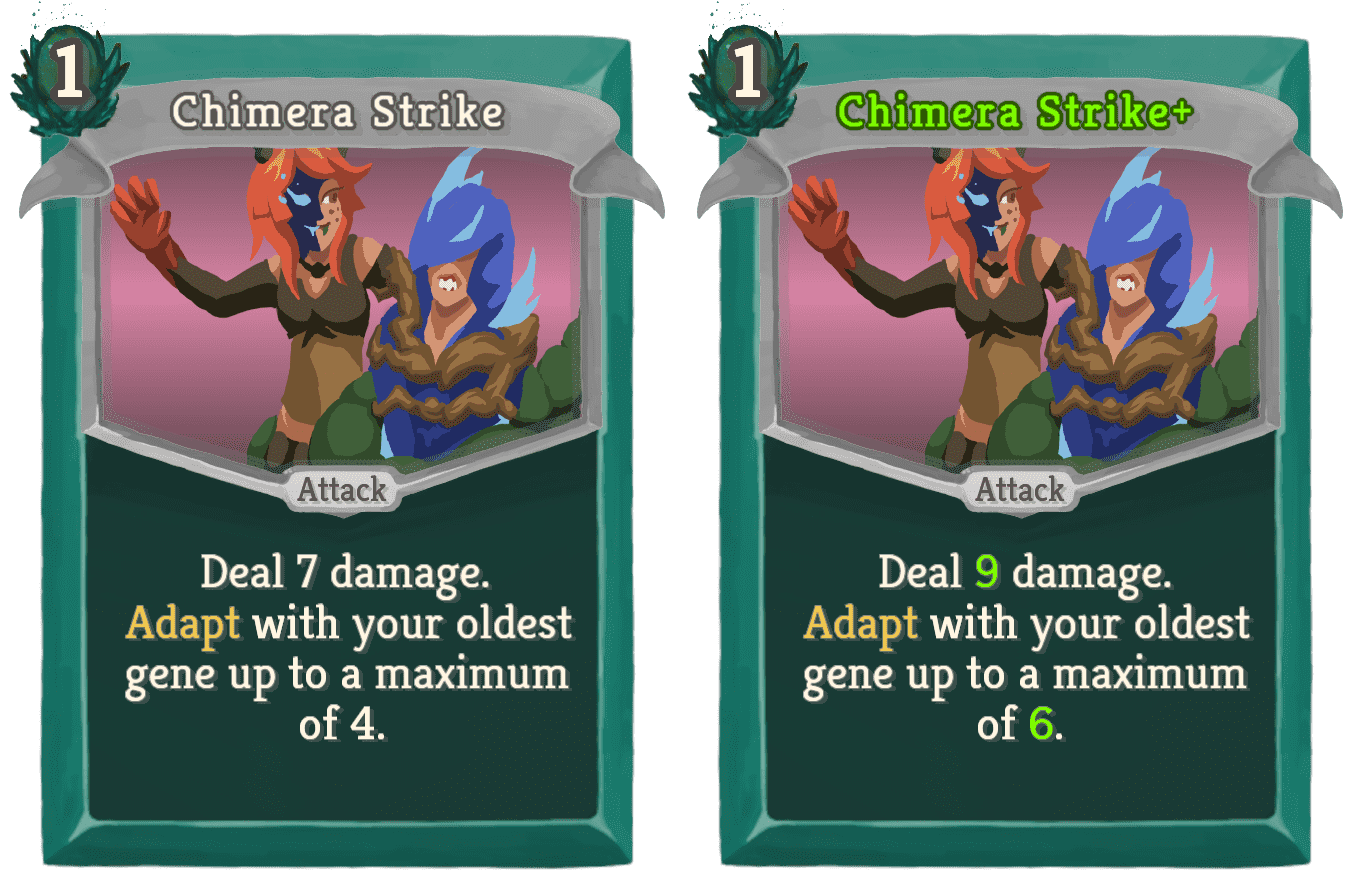 1
Chimera Strike
Attack
Deal 7 damage.
Adapt with your oldest
gene up to a maximum
of 4.
1
Chimera Strike+
Attack
Deal 9 damage.
Adapt with your oldest
gene up to a maximum
of 6.